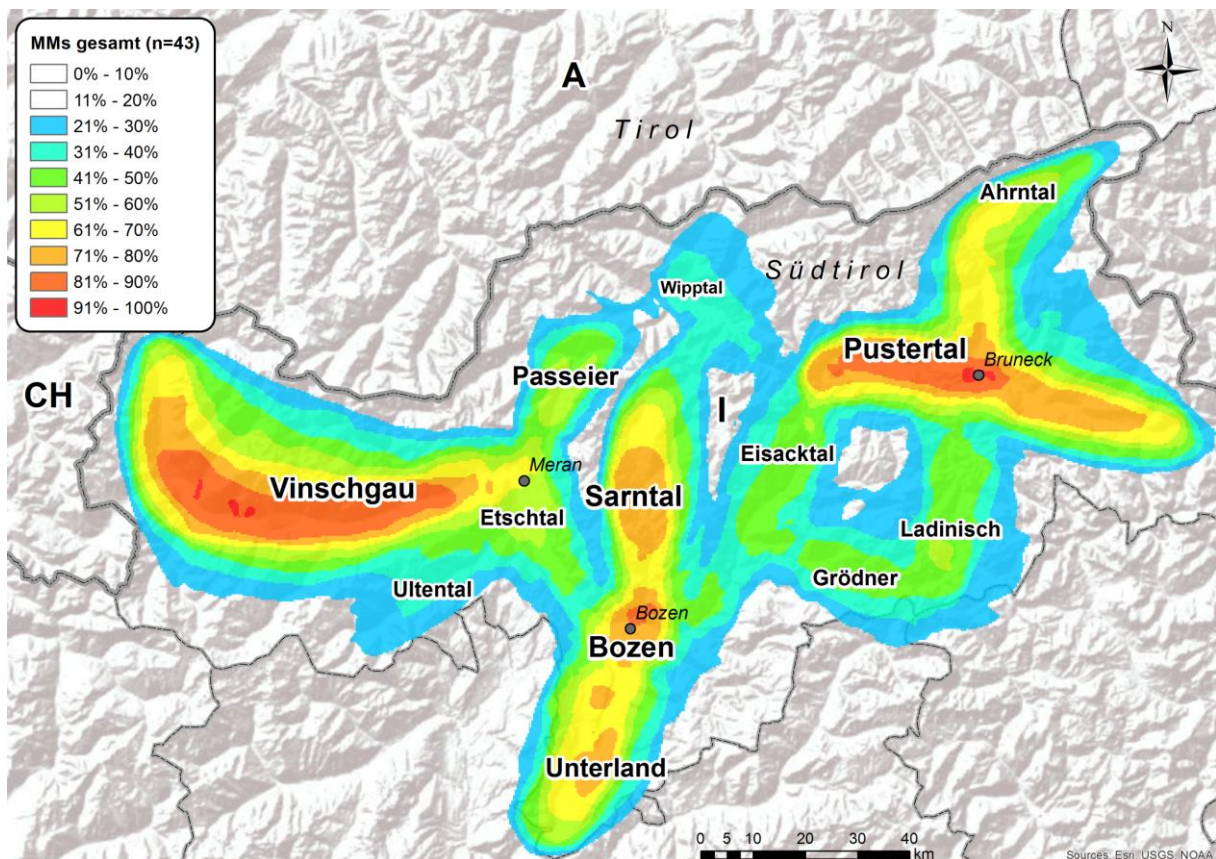 MMs gesamt (n=43)
0% - 10%
11% - 20%
21% - 30%
31% - 40%
41% - 50%
51% - 60%
61% - 70%
71% - 80%
81% - 90%
91% - 100%
N
A
Tirol
Ahrntal
Südtirol
Wipptal
Pustertal
Bruneck
Passeier
CH
I
Meran
Eisacktal
Vinschgau
Sarntal
Etschtal
Ladinisch
Ultental
Grödner
Bozen
Bozen
Unterland
0 5 10 20 30 40
km
Sources: Esri, USGS, NOAA